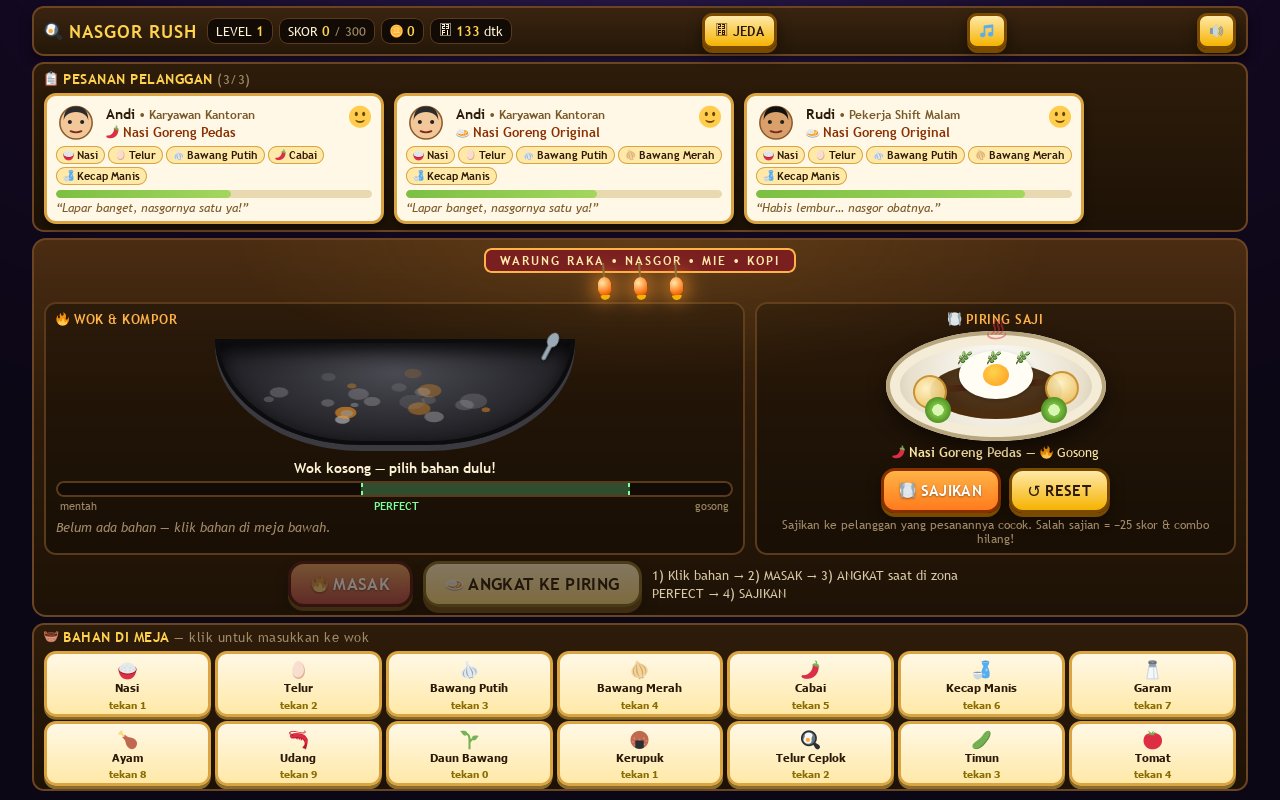 NASGOR RUSH LEVEL 1 SKOR 0 / 300 0 133 dtk JEDA
PESANAN PELANGGAN (3/3)
Andi • Karyawan Kantoran
Nasi Goreng Pedas
Nasi Telur Bawang Putih Cabai
Kecap Manis
“Lapar banget, nasgornya satu ya!”
Andi • Karyawan Kantoran
Nasi Goreng Original
Nasi Telur Bawang Putih Bawang Merah
Kecap Manis
“Lapar banget, nasgornya satu ya!”
Rudi • Pekerja Shift Malam
Nasi Goreng Original
Nasi Telur Bawang Putih Bawang Merah
Kecap Manis
“Habis lembur… nasgor obatnya.”
WARUNG RAKA • NASGOR • MIE • KOPI
WOK & KOMPOR
Wok kosong — pilih bahan dulu!
mentah PERFECT gosong
Belum ada bahan — klik bahan di meja bawah.
PIRING SAJI
Nasi Goreng Pedas — Gosong
SAJIKAN ↺ RESET
Sajikan ke pelanggan yang pesanannya cocok. Salah sajian = −25 skor & combo
hilang!
MASAK ANGKAT KE PIRING
1) Klik bahan → 2) MASAK → 3) ANGKAT saat di zona
PERFECT → 4) SAJIKAN
BAHAN DI MEJA — klik untuk masukkan ke wok
Nasi Telur Bawang Putih Bawang Merah Cabai Kecap Manis Garam
tekan 1 tekan 2 tekan 3 tekan 4 tekan 5 tekan 6 tekan 7
Ayam Udang Daun Bawang Kerupuk Telur Ceplok Timun Tomat
tekan 8 tekan 9 tekan 0 tekan 1 tekan 2 tekan 3 tekan 4